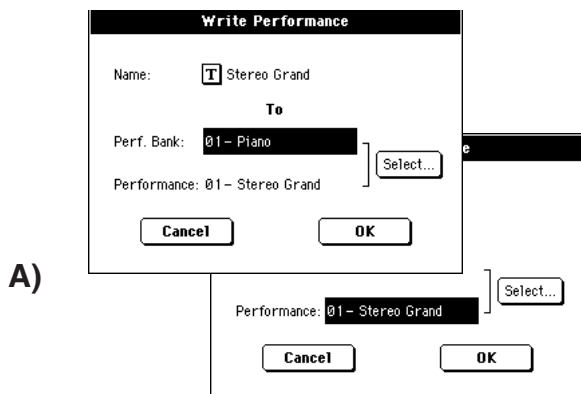 Write Performance
Name: T Stereo Grand
To
Perf. Bank: 01- Piano
Select...
Performance: 01- Stereo Grand
Cancel OK
e
A)
Select...
Performance: 01- Stereo Grand
Cancel OK